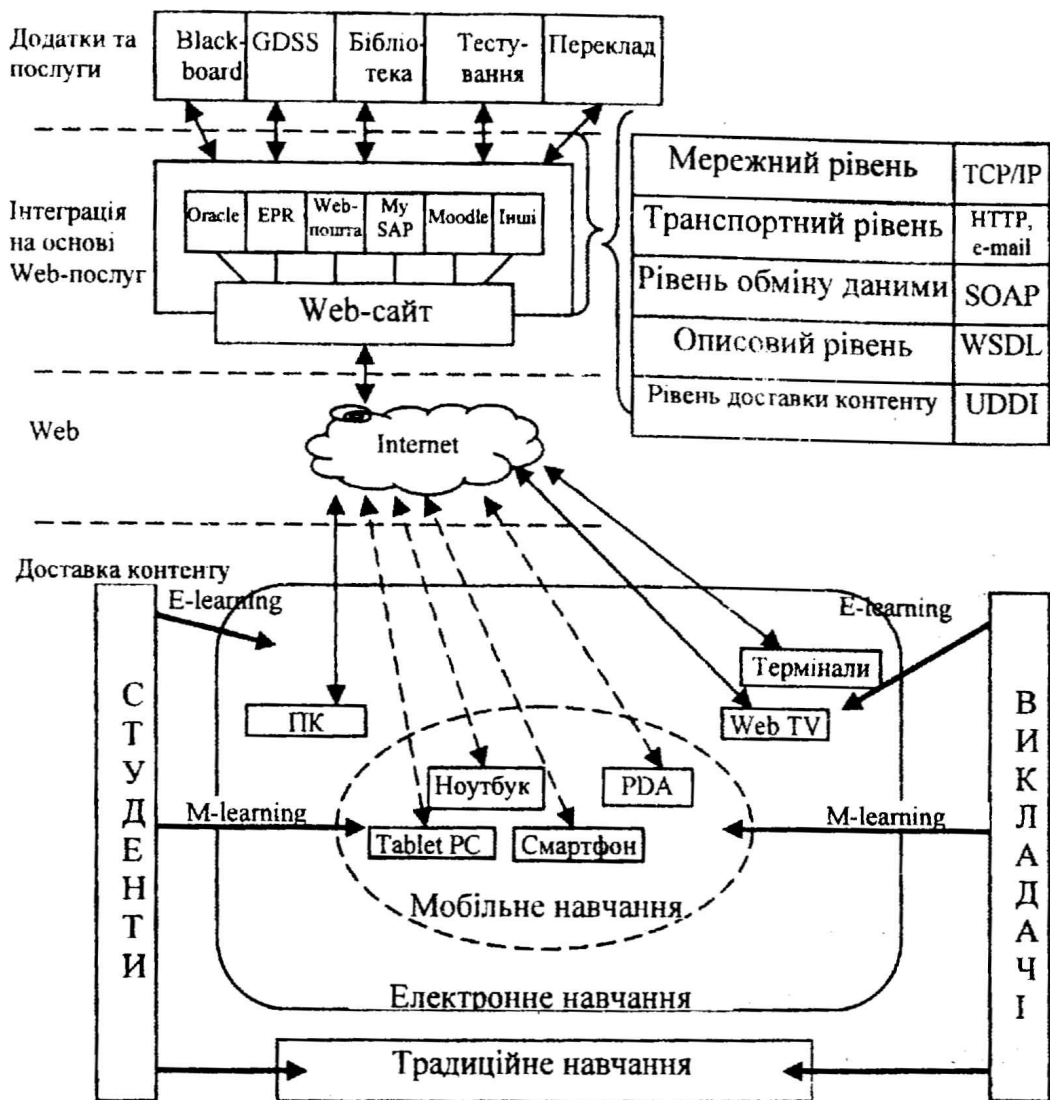 Додатки та
послуги
Black-
board
GDSS
Бібліо-
тека
Тесту-
вання
Переклад
Інтеграція
на основі
Web-послуг
Oracle
EPR
Web-
пошта
My
SAP
Moodle
Інші
Web-сайт
Мережний рівень
TCP/IP
Транспортний рівень
HTTP,
e-mail
Рівень обміну даними
SOAP
Описовий рівень
WSDL
Рівень доставки контенту
UDDI
Web
Internet
Доставка контенту
E-learning
E-learning
СТУДЕНТИ
ВИКЛАДАЧІ
Термінали
ПК
Web TV
Ноутбук
PDA
M-learning
M-learning
Tablet PC
Смартфон
Мобільне навчання
Електронне навчання
Традиційне навчання